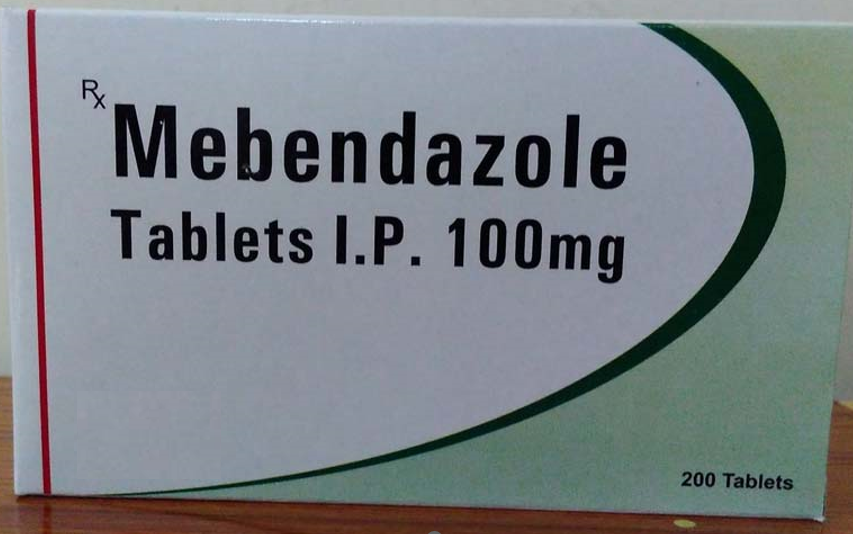 Rx
Mebendazole
Tablets I.P. 100mg
200 Tablets